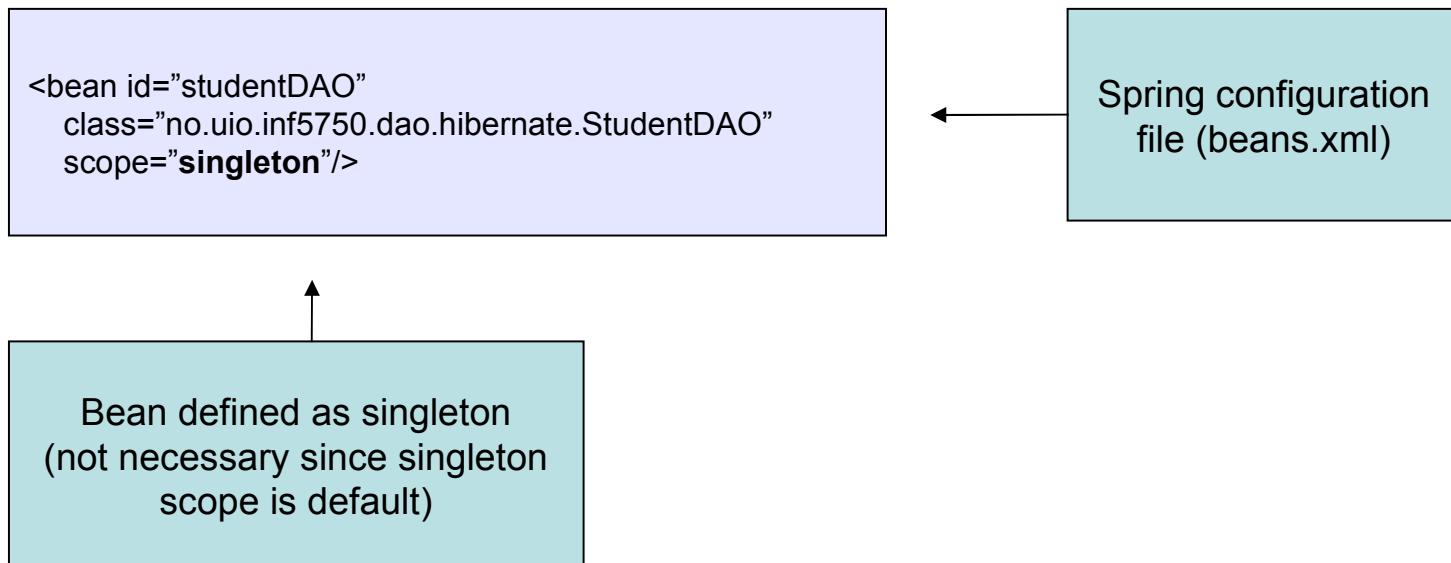 <bean id=”studentDAO”
class=”no.uio.inf5750.dao.hibernate.StudentDAO”
scope=”singleton”/>
Spring configuration
file (beans.xml)
Bean defined as singleton
(not necessary since singleton
scope is default)